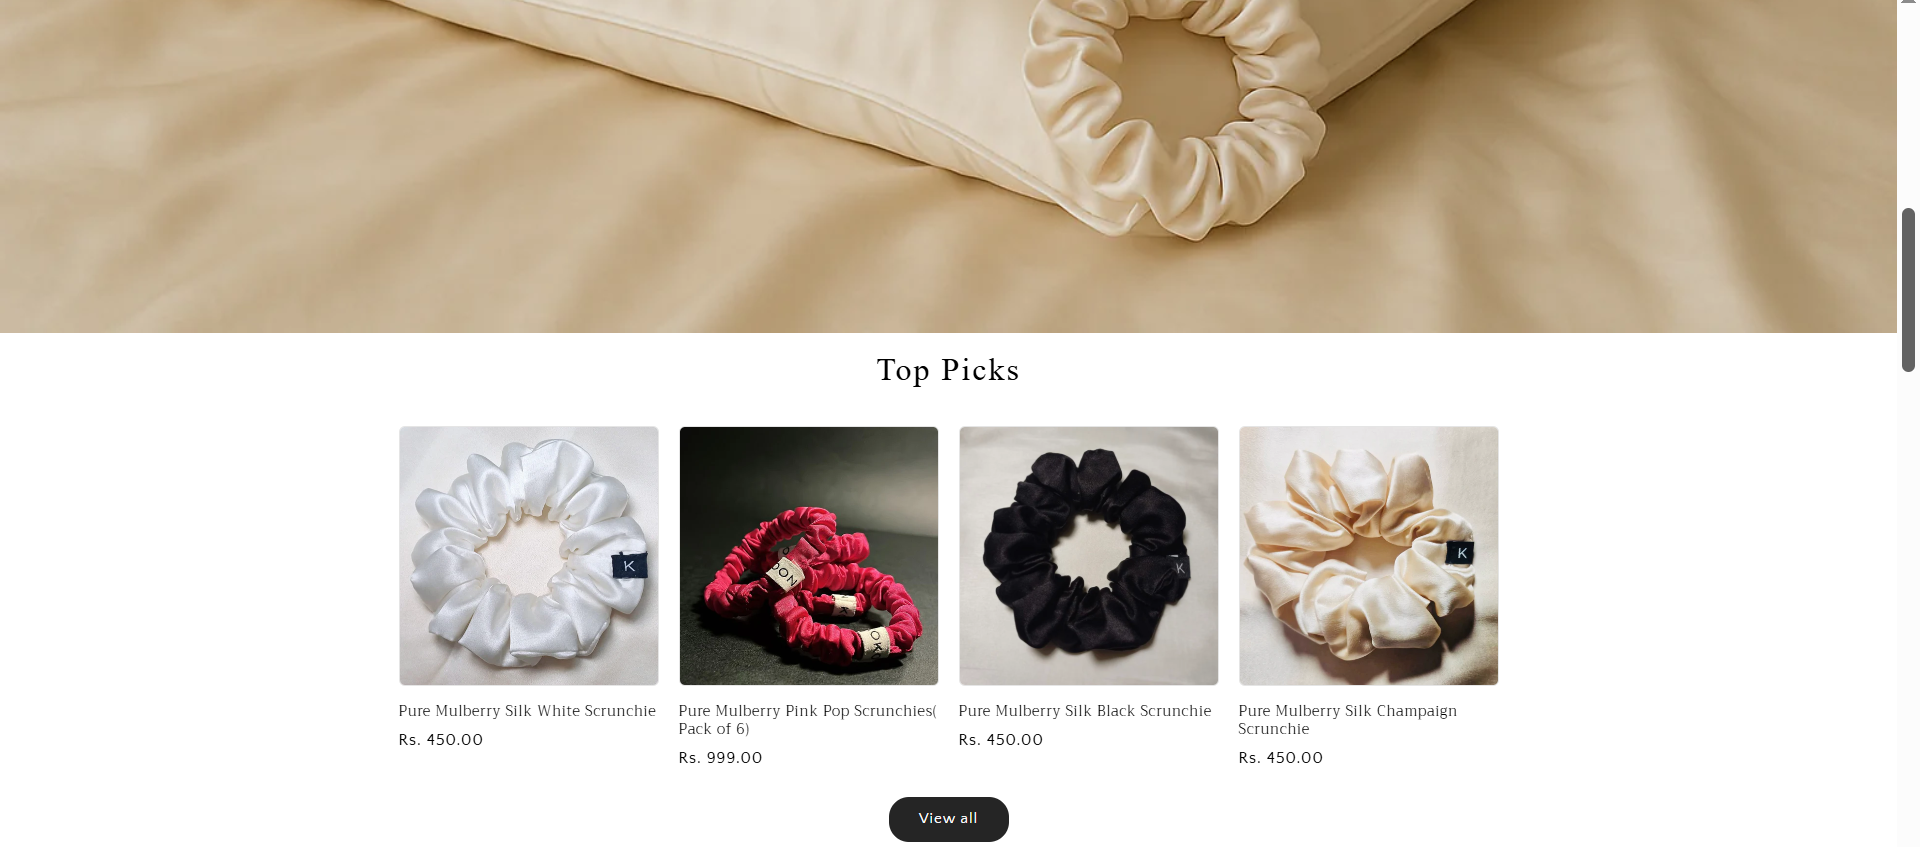 Top Picks
K
OKO
K
K
Pure Mulberry Silk White Scrunchie
Rs. 450.00
Pure Mulberry Pink Pop Scrunchies(
Pack of 6)
Rs. 999.00
Pure Mulberry Silk Black Scrunchie
Rs. 450.00
Pure Mulberry Silk Champaign
Scrunchie
Rs. 450.00
View all